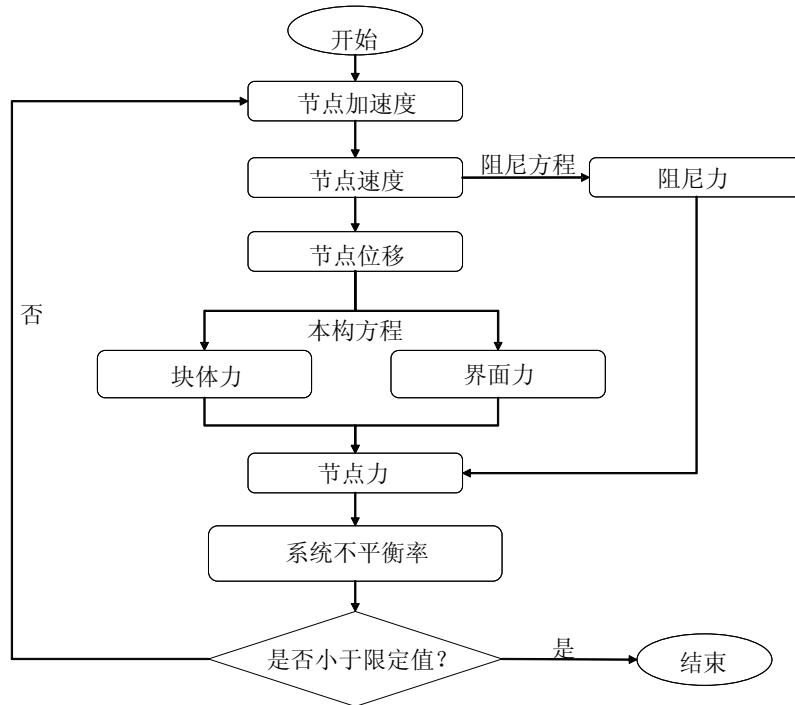 开始
节点加速度
节点速度
阻尼方程
阻尼力
节点位移
否
本构方程
块体力
界面力
节点力
系统不平衡率
是否小于限定值?
是
结束